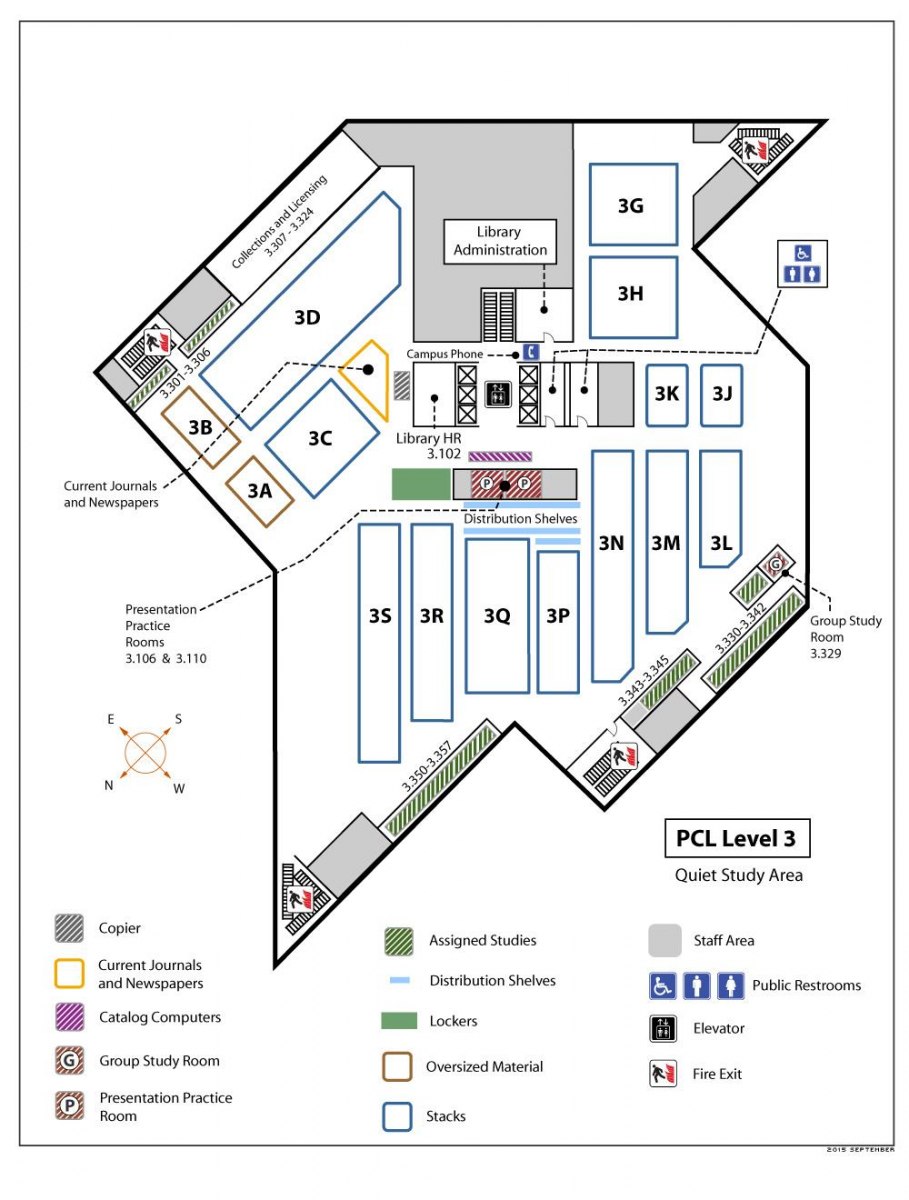 Collections and Licensing
3.307 - 3.324
3G
Library
Administration
3H
3D
Campus Phone
3.301-3.306
3K
3J
3B
3C
Library HR
3.102
3A
Current Journals
and Newspapers
P
P
Distribution Shelves
3N
3M
3L
G
3S
3R
3Q
3P
Presentation
Practice
Rooms
3.106 & 3.110
3.330-3.342
Group Study
Room
3.329
3.343-3.345
E
S
N
W
3.350-3.357
PCL Level 3
Quiet Study Area
Copier
Current Journals
and Newspapers
Catalog Computers
G
Group Study Room
P
Presentation Practice
Room
Assigned Studies
Distribution Shelves
Lockers
Oversized Material
Stacks
Staff Area
Public Restrooms
Elevator
Fire Exit
2015 SEPTEMBER